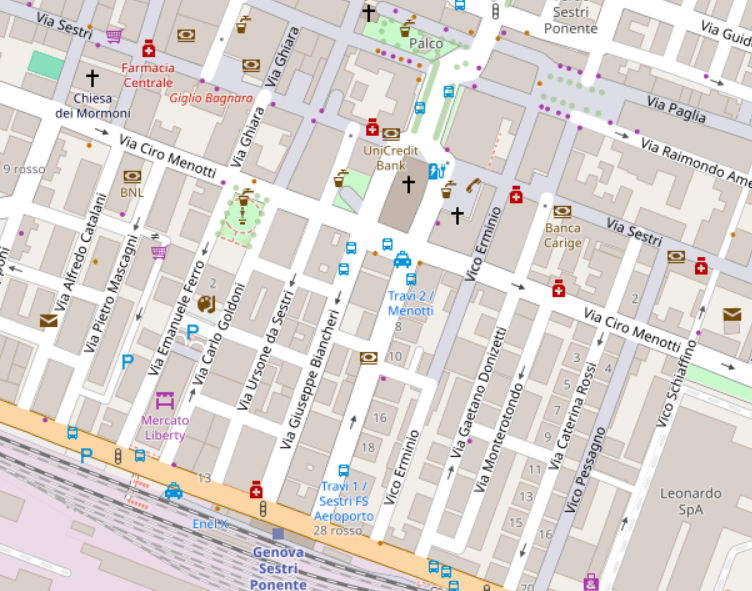 Via Sestri
Farmacia
Centrale
Chiesa
dei Mormoni
Giglio Bagnara
Via Ghiara
Via Ghiara
Palco
Sestri
Ponente
Via Guid
Via Paglia
Via Raimondo Ame
UniCredit
Bank
Via Ciro Menotti
9 rosso
BNL
Via Alfredo Catalani
Via Pietro Mascagni
Via Emanuele Ferro
2
Via Carlo Goldoni
Via Ursone da Sestri
Via Giuseppe Biancheri
Vico Erminio
Banca
Carige
Via Sestri
Travi 2 /
Menotti
8
10
16
18
2
Via Ciro Menotti
Via Gaetano Donizetti
Via Monterotondo
Via Caterina Rossi
3
4
5
7
9
11
13
15
16
20
Vico Pessagno
Vico Schiaffino
Leonardo
SpA
Vico Erminio
P
P
P
Mercato
Liberty
13
Enel X
Travi 1 /
Sestri FS
Aeroporto
28 rosso
Genova
Sestri
Ponente